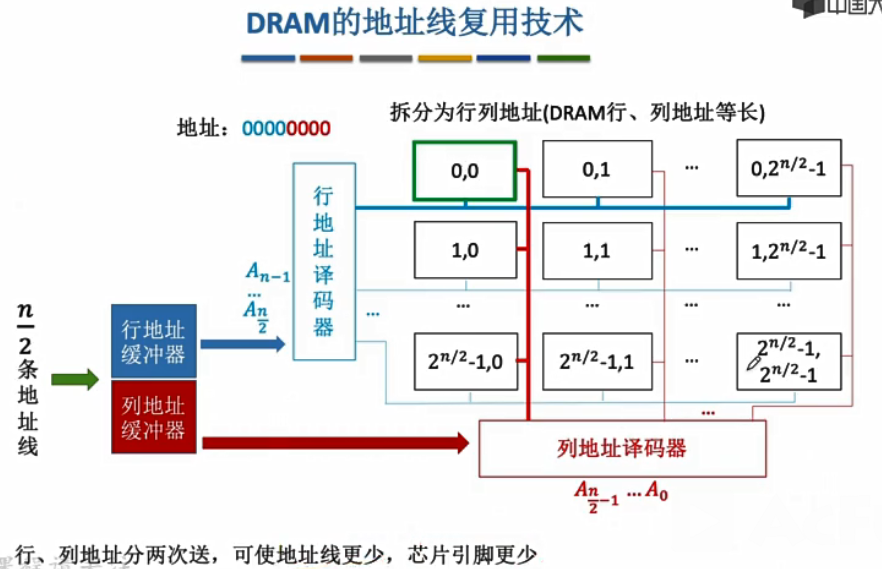 DRAM的地址线复用技术
中国大
地址：00000000
拆分为行列地址(DRAM行、列地址等长)
0,0
0,1
...
0,2^{n/2}-1
行地址译码器
1,0
1,1
...
1,2^{n/2}-1
A_{n-1}
...
A_{n/2}
...
...
...
...
...
2^{n/2}-1,0
2^{n/2}-1,1
...
2^{n/2}-1,
2^{n/2}-1
n/2条地址线
行地址
缓冲器
列地址
缓冲器
...
列地址译码器
A_{n/2-1} ...A_0
行、列地址分两次送，可使地址线更少，芯片引脚更少